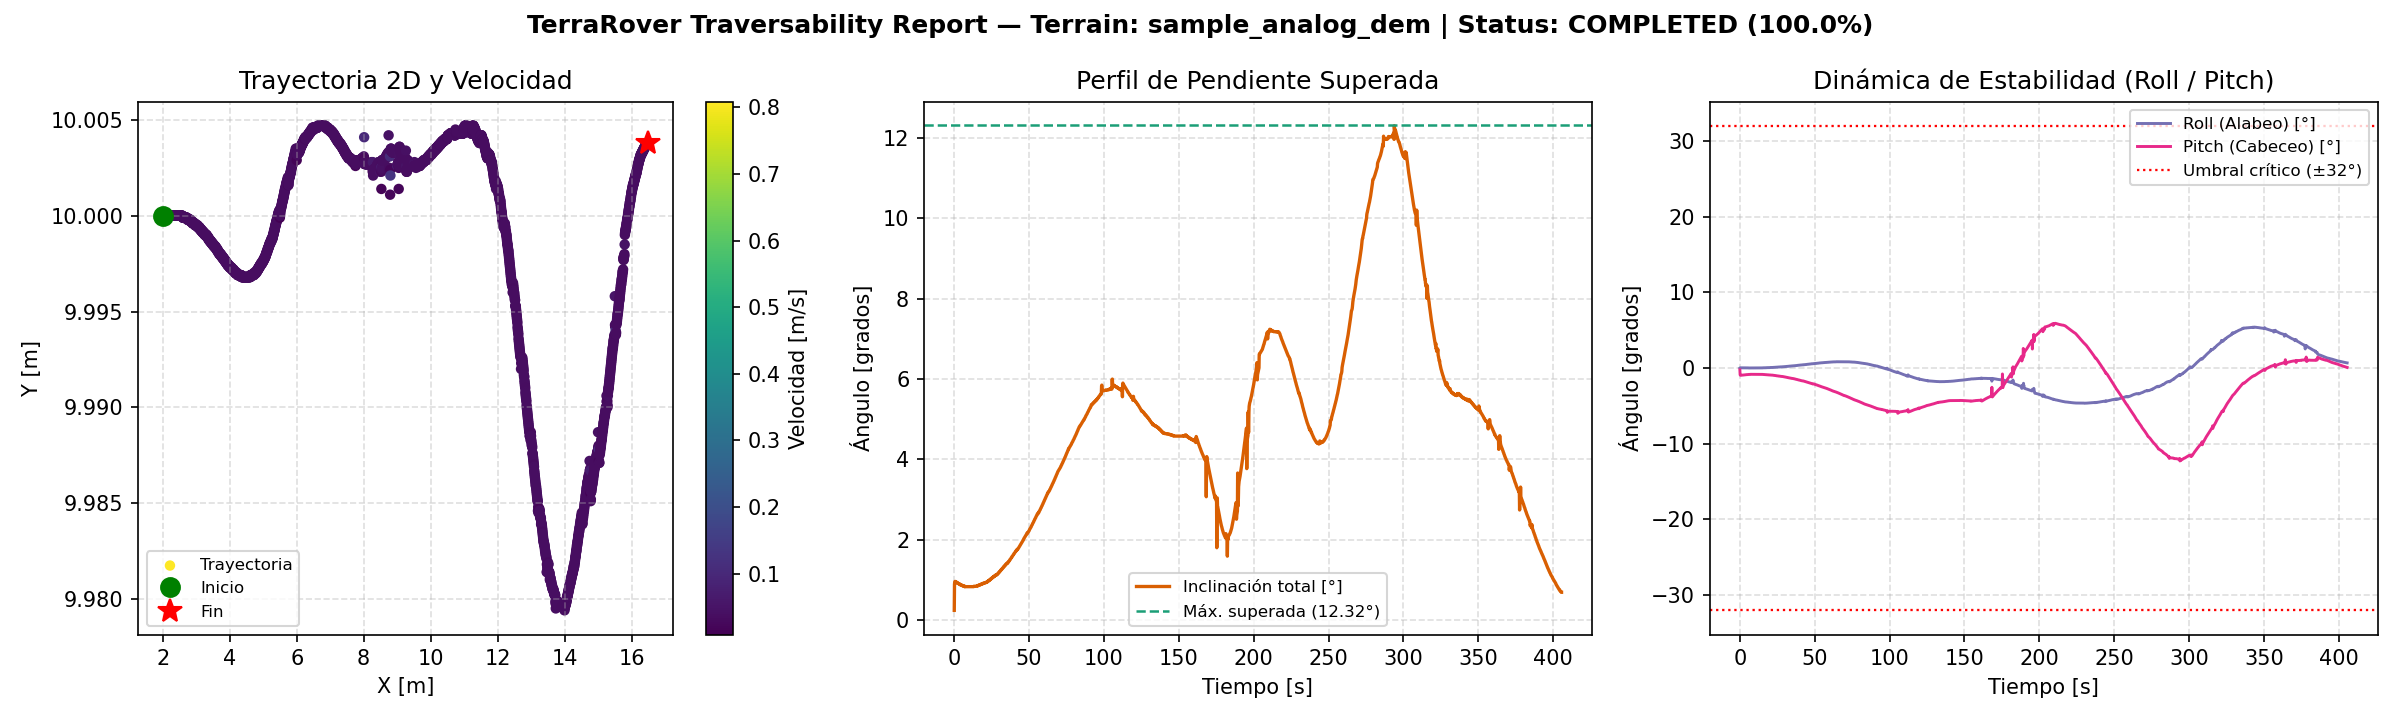 TerraRover Traversability Report — Terrain: sample_analog_dem | Status: COMPLETED (100.0%)
Trayectoria 2D y Velocidad
10.005
10.000
9.995
9.990
9.985
9.980
Y [m]
2 4 6 8 10 12 14 16
X [m]
Trayectoria
Inicio
Fin
0.8
0.7
0.6
0.5
0.4
0.3
0.2
0.1
Velocidad [m/s]
Perfil de Pendiente Superada
12
10
8
6
4
2
0
Ángulo [grados]
0 50 100 150 200 250 300 350 400
Tiempo [s]
Inclinación total [°]
Máx. superada (12.32°)
Dinámica de Estabilidad (Roll / Pitch)
30
20
10
0
−10
−20
−30
Ángulo [grados]
0 50 100 150 200 250 300 350 400
Tiempo [s]
Roll (Alabeo) [°]
Pitch (Cabeceo) [°]
Umbral crítico (±32°)